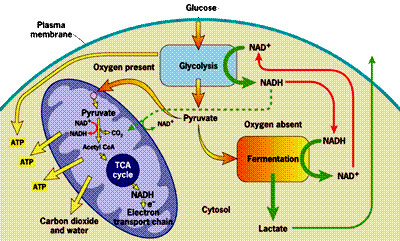 Glucose
Plasma
membrane
Oxygen present
NAD⁺
Glycolysis
NADH
Pyruvate
NAD⁺
NADH
CO₂
Acetyl CoA
NAD⁺
Pyruvate
Oxygen absent
NADH
Fermentation
NAD⁺
ATP
ATP
ATP
TCA
cycle
NADH
e⁻
Electron
transport chain
Carbon dioxide
and water
Cytosol
Lactate